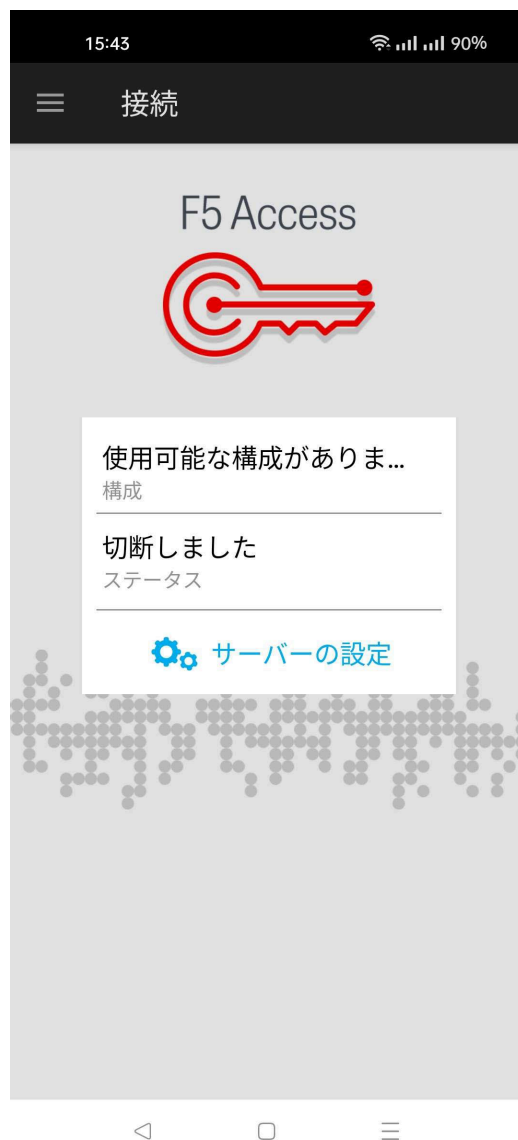 15:43
90%
接続
F5 Access
使用可能な構成がありま...
構成
切断しました
ステータス
サーバーの設定